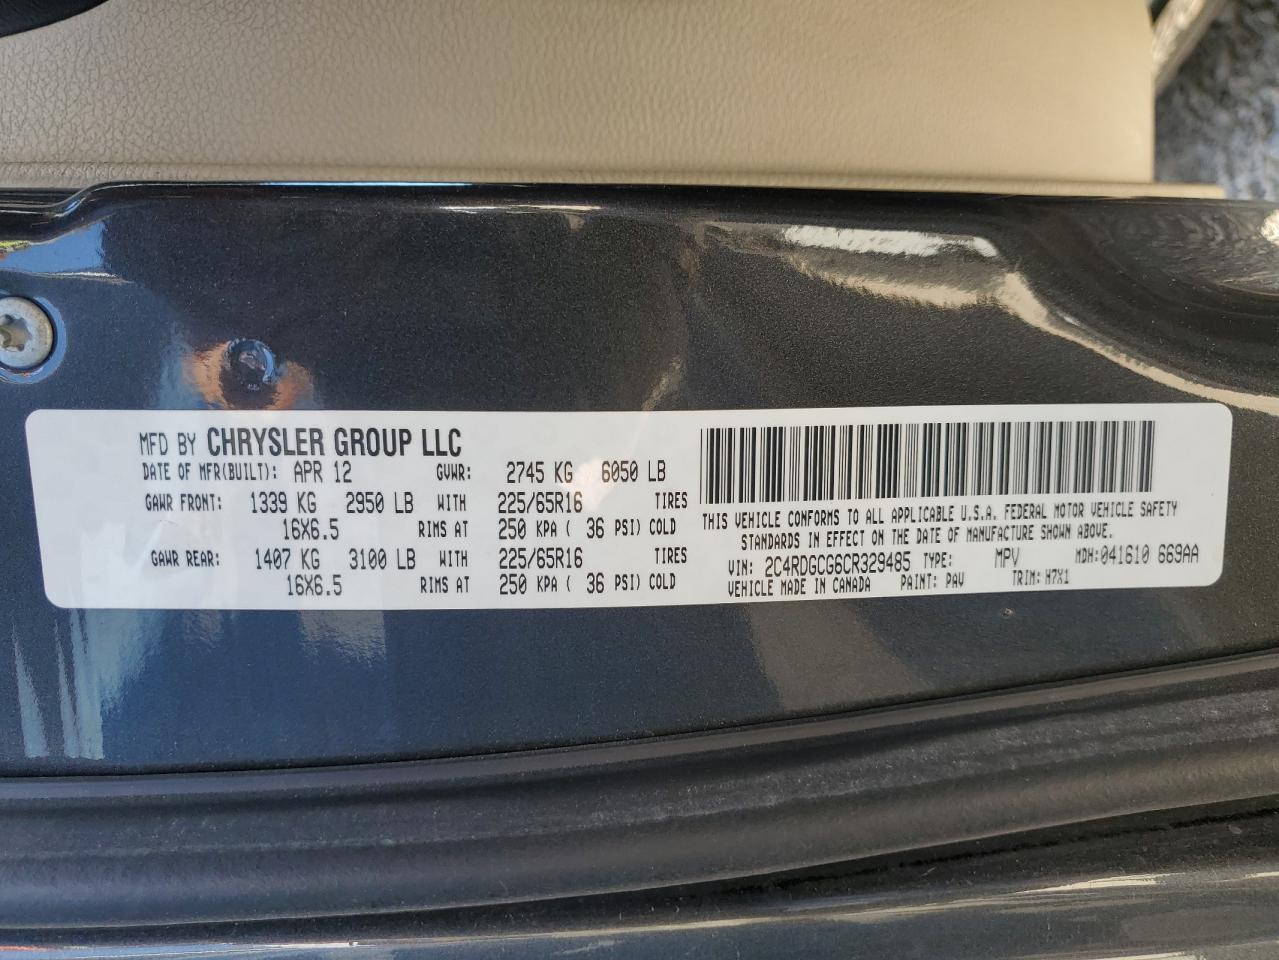 MFD BY CHRYSLER GROUP LLC
DATE OF MFR(BUILT): APR 12 GVWR: 2745 KG 6050 LB
GAWR FRONT: 1339 KG 2950 LB WITH 225/65R16 TIRES
16X6.5 RIMS AT 250 KPA ( 36 PSI) COLD
GAWR REAR: 1407 KG 3100 LB WITH 225/65R16 TIRES
16X6.5 RIMS AT 250 KPA ( 36 PSI) COLD
THIS VEHICLE CONFORMS TO ALL APPLICABLE U.S.A. FEDERAL MOTOR VEHICLE SAFETY
STANDARDS IN EFFECT ON THE DATE OF MANUFACTURE SHOWN ABOVE.
VIN: 2C4RDGCG6CR329485 TYPE: MPV MDH:041610 669AA
VEHICLE MADE IN CANADA PAINT: PAV TRIM: H7X1